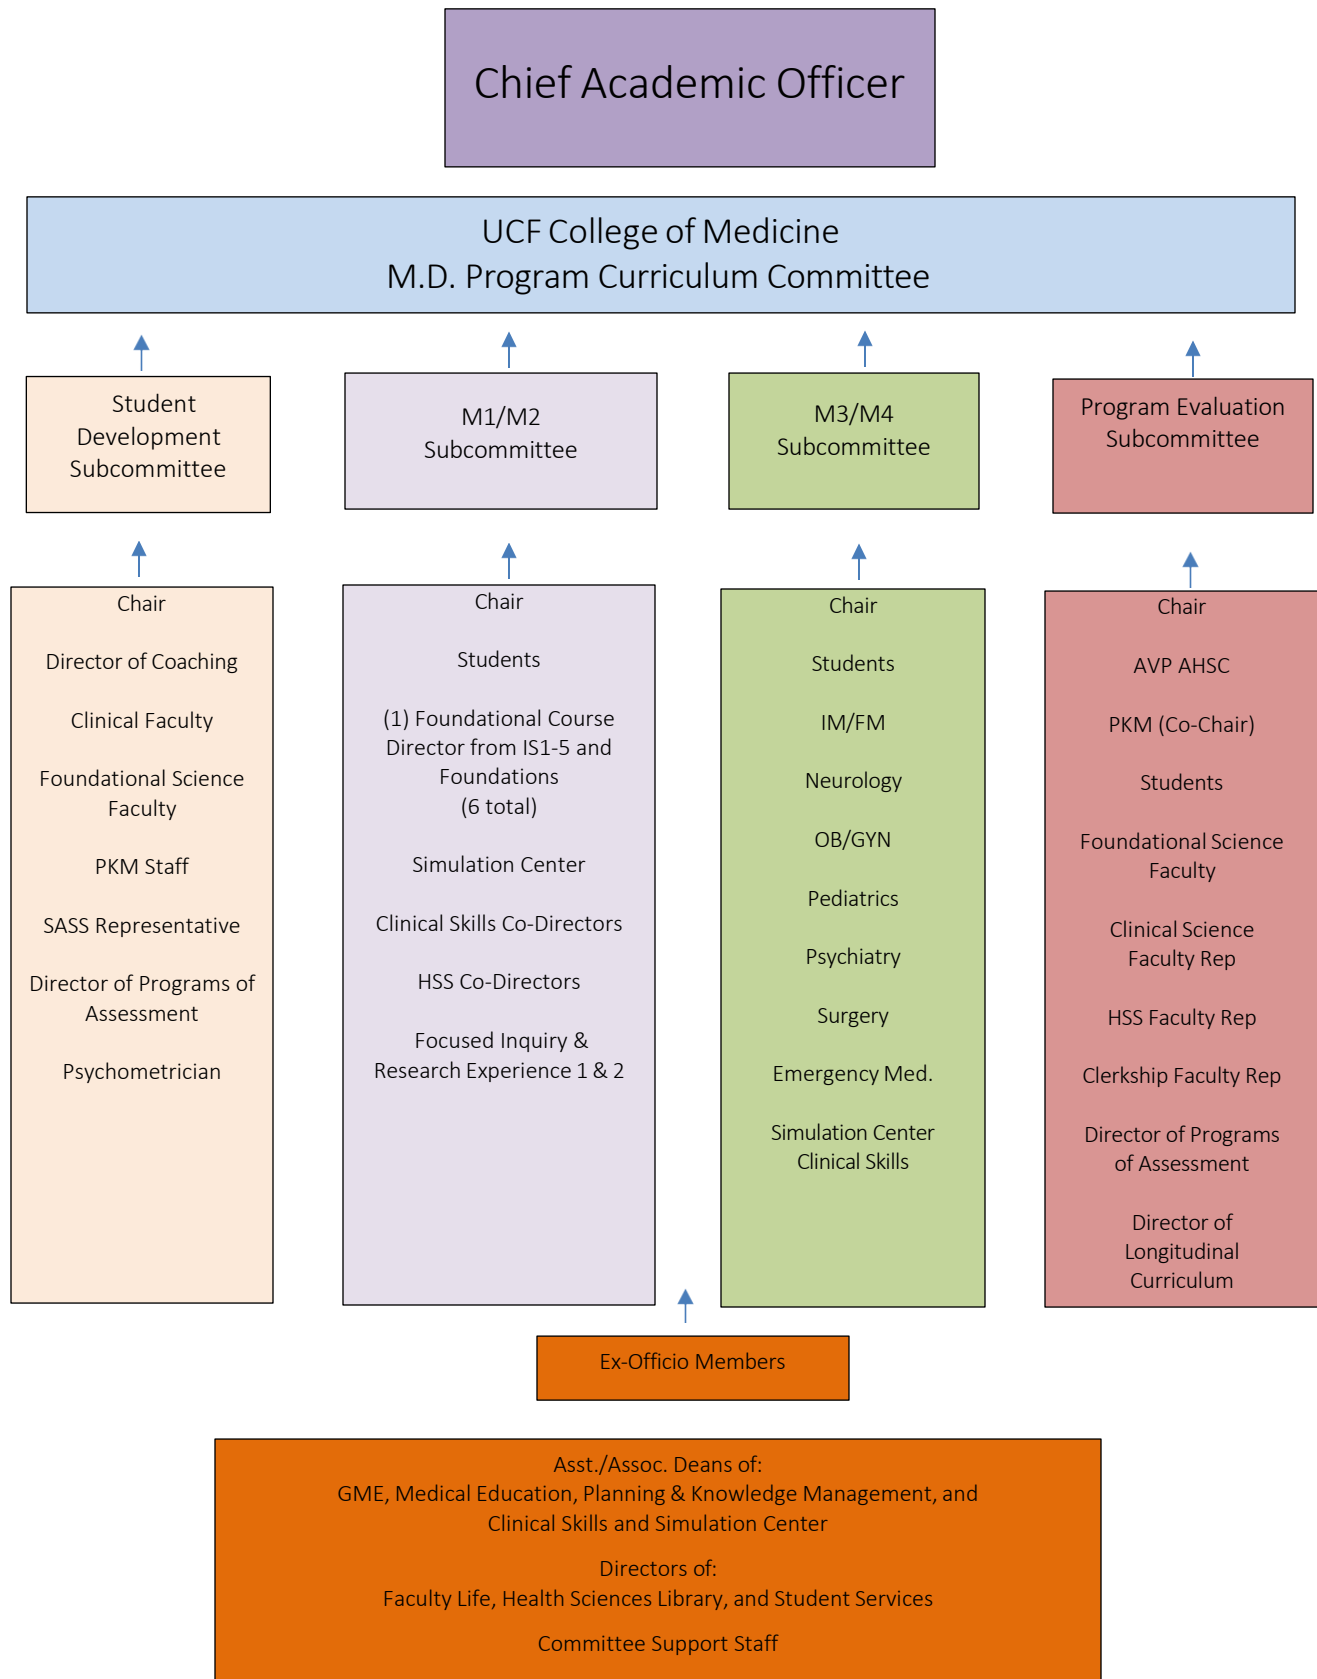 Chief Academic Officer
UCF College of Medicine
M.D. Program Curriculum Committee
Student
Development
Subcommittee
M1/M2
Subcommittee
M3/M4
Subcommittee
Program Evaluation
Subcommittee
Chair
Director of Coaching
Clinical Faculty
Foundational Science
Faculty
PKM Staff
SASS Representative
Director of Programs of
Assessment
Psychometrician
Chair
Students
(1) Foundational Course
Director from IS1-5 and
Foundations
(6 total)
Simulation Center
Clinical Skills Co-Directors
HSS Co-Directors
Focused Inquiry &
Research Experience 1 & 2
Chair
Students
IM/FM
Neurology
OB/GYN
Pediatrics
Psychiatry
Surgery
Emergency Med.
Simulation Center
Clinical Skills
Chair
AVP AHSC
PKM (Co-Chair)
Students
Foundational Science
Faculty
Clinical Science
Faculty Rep
HSS Faculty Rep
Clerkship Faculty Rep
Director of Programs
of Assessment
Director of
Longitudinal
Curriculum
Ex-Officio Members
Asst./Assoc. Deans of:
GME, Medical Education, Planning & Knowledge Management, and
Clinical Skills and Simulation Center
Directors of:
Faculty Life, Health Sciences Library, and Student Services
Committee Support Staff